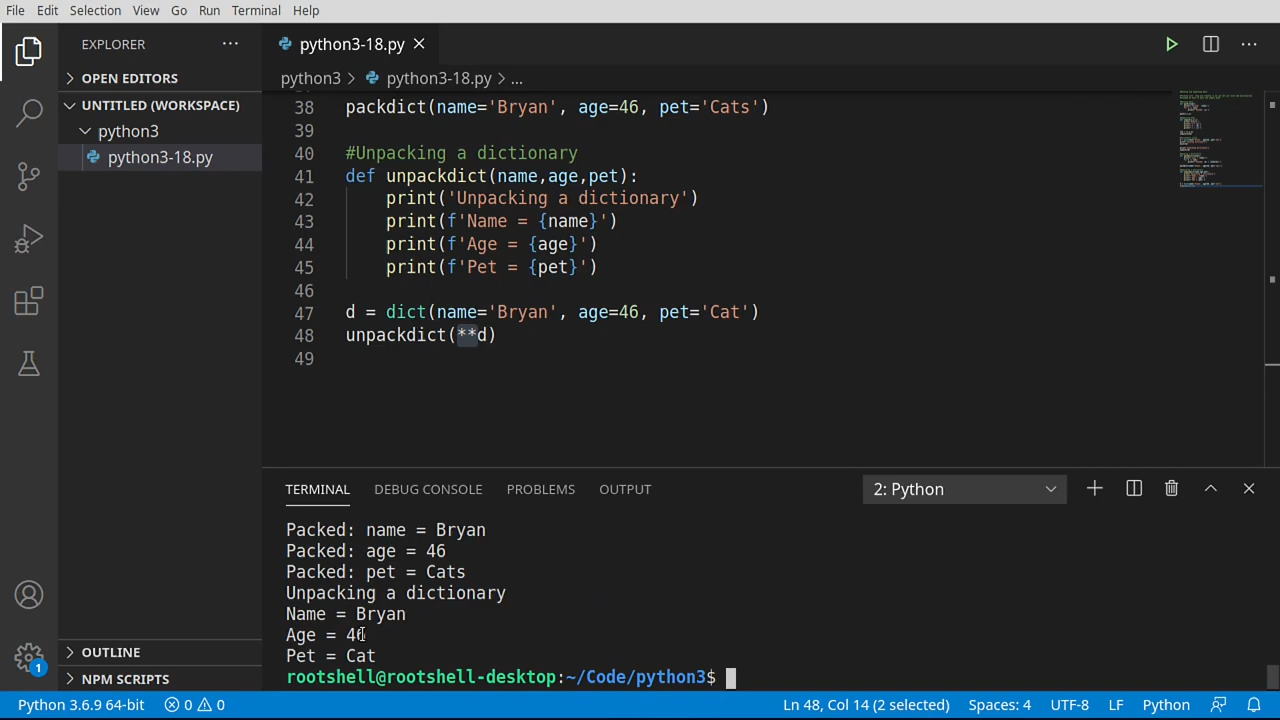 File Edit Selection View Go Run Terminal Help
EXPLORER ···
python3-18.py
OPEN EDITORS
python3 > python3-18.py > ...
UNTITLED (WORKSPACE)
python3
python3-18.py
38 packdict(name='Bryan', age=46, pet='Cats')
39
40 #Unpacking a dictionary
41 def unpackdict(name,age,pet):
42 print('Unpacking a dictionary')
43 print(f'Name = {name}')
44 print(f'Age = {age}')
45 print(f'Pet = {pet}')
46
47 d = dict(name='Bryan', age=46, pet='Cat')
48 unpackdict(**d)
49
TERMINAL DEBUG CONSOLE PROBLEMS OUTPUT 2: Python
Packed: name = Bryan
Packed: age = 46
Packed: pet = Cats
Unpacking a dictionary
Name = Bryan
Age = 46
Pet = Cat
rootshell@rootshell-desktop:~/Code/python3$
OUTLINE
NPM SCRIPTS
1
Python 3.6.9 64-bit 0 0 Ln 48, Col 14 (2 selected) Spaces: 4 UTF-8 LF Python